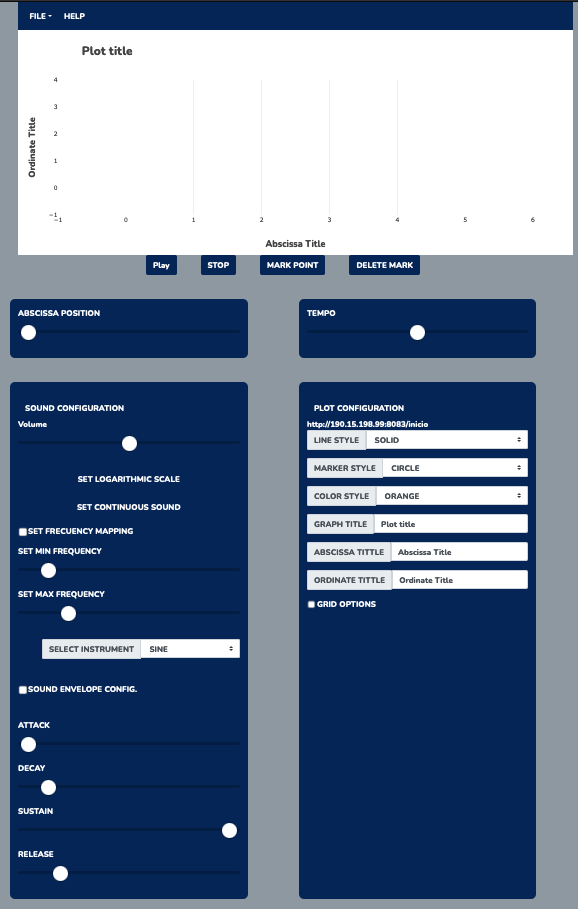 FILE HELP
Plot title
4
3
2
1
0
−1
Ordinate Title
−1 0 1 2 3 4 5 6
Abscissa Title
Play STOP MARK POINT DELETE MARK
ABSCISSA POSITION
TEMPO
SOUND CONFIGURATION
Volume
SET LOGARITHMIC SCALE
SET CONTINUOUS SOUND
SET FRECUENCY MAPPING
SET MIN FREQUENCY
SET MAX FREQUENCY
SELECT INSTRUMENT SINE
SOUND ENVELOPE CONFIG.
ATTACK
DECAY
SUSTAIN
RELEASE
PLOT CONFIGURATION
http://190.15.198.99:8083/inicio
LINE STYLE SOLID
MARKER STYLE CIRCLE
COLOR STYLE ORANGE
GRAPH TITLE Plot title
ABSCISSA TITTLE Abscissa Title
ORDINATE TITTLE Ordinate Title
GRID OPTIONS